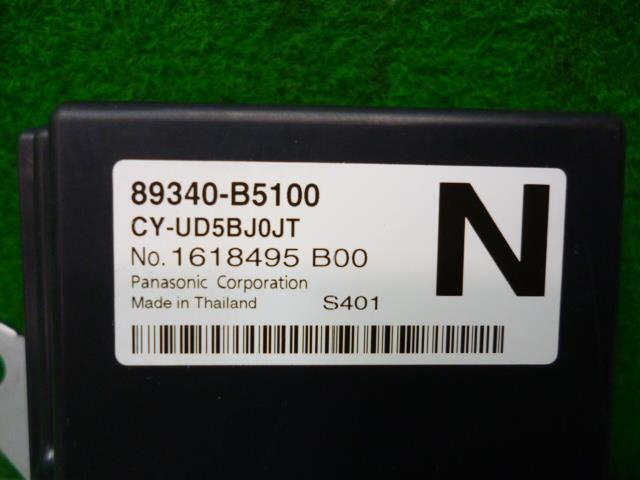 89340-B5100
CY-UD5BJ0JT
No. 1618495 B00
Panasonic Corporation
Made in Thailand S401
N